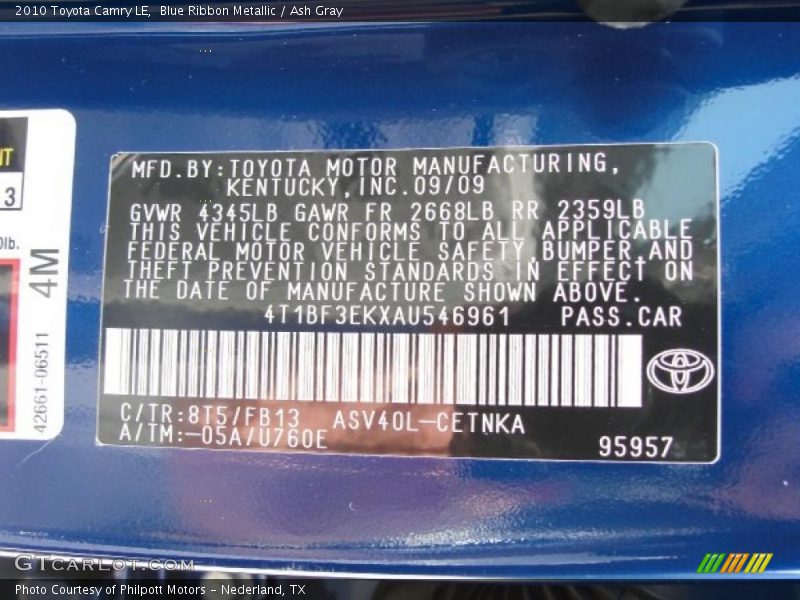 2010 Toyota Camry LE,  Blue Ribbon Metallic / Ash Gray
MFD.BY:TOYOTA MOTOR MANUFACTURING,
KENTUCKY,INC.09/09
GVWR 4345LB GAWR FR 2668LB RR 2359LB
THIS VEHICLE CONFORMS TO ALL APPLICABLE
FEDERAL MOTOR VEHICLE SAFETY,BUMPER,AND
THEFT PREVENTION STANDARDS IN EFFECT ON
THE DATE OF MANUFACTURE SHOWN ABOVE.
4T1BF3EKXAU546961 PASS.CAR
C/TR:8T5/FB13 ASV40L-CETNKA
A/TM:-05A/U760E
95957
3
0lb.
4M
42661-06511
GTCARLOT.COM
Photo Courtesy of Philpott Motors - Nederland, TX